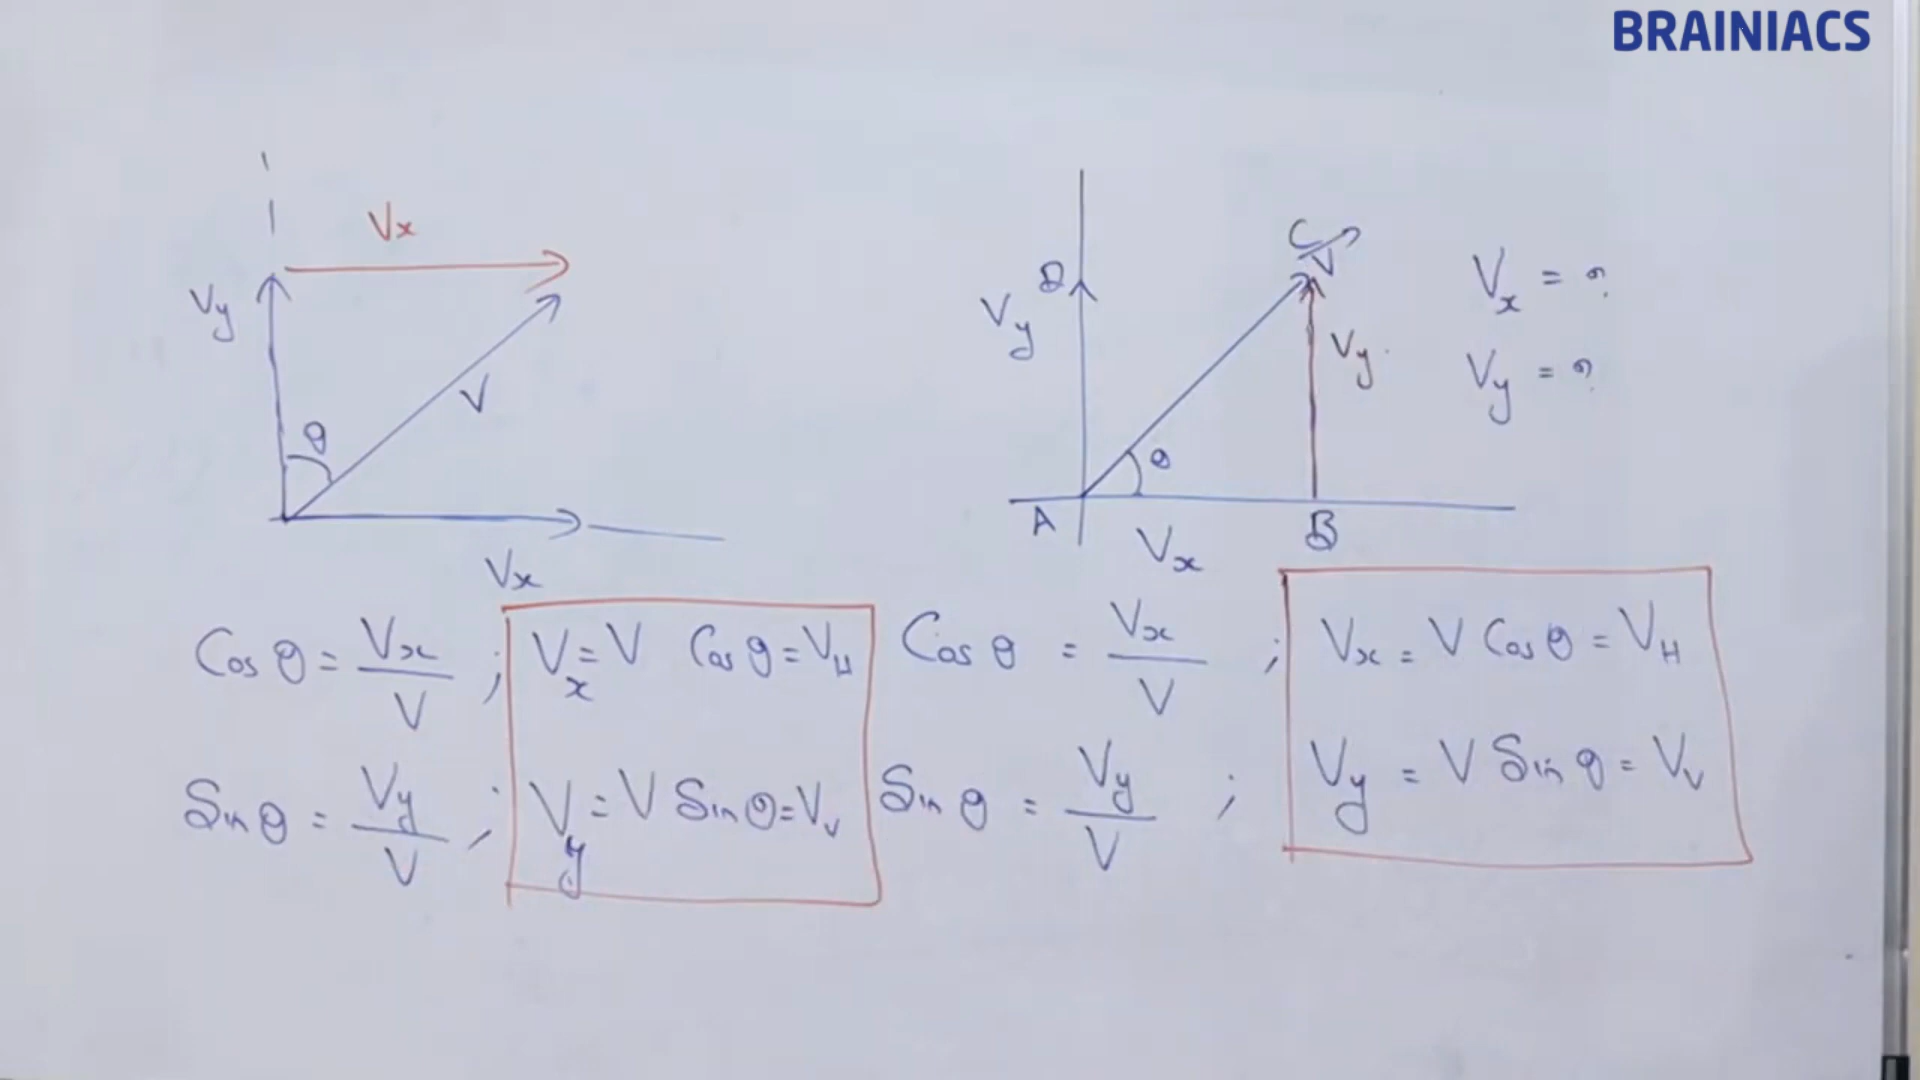 BRAINIACS
Vx
Vy
θ
V
Vx
C
V
D
Vy
Vy
θ
A
B
Vx
Vx = ?
Vy = ?
Cos θ = Vx / V ; Vx = V Cos θ = VH
Sin θ = Vy / V ; Vy = V Sin θ = Vv
Cos θ = Vx / V ; Vx = V Cos θ = VH
Sin θ = Vy / V ; Vy = V Sin θ = Vv